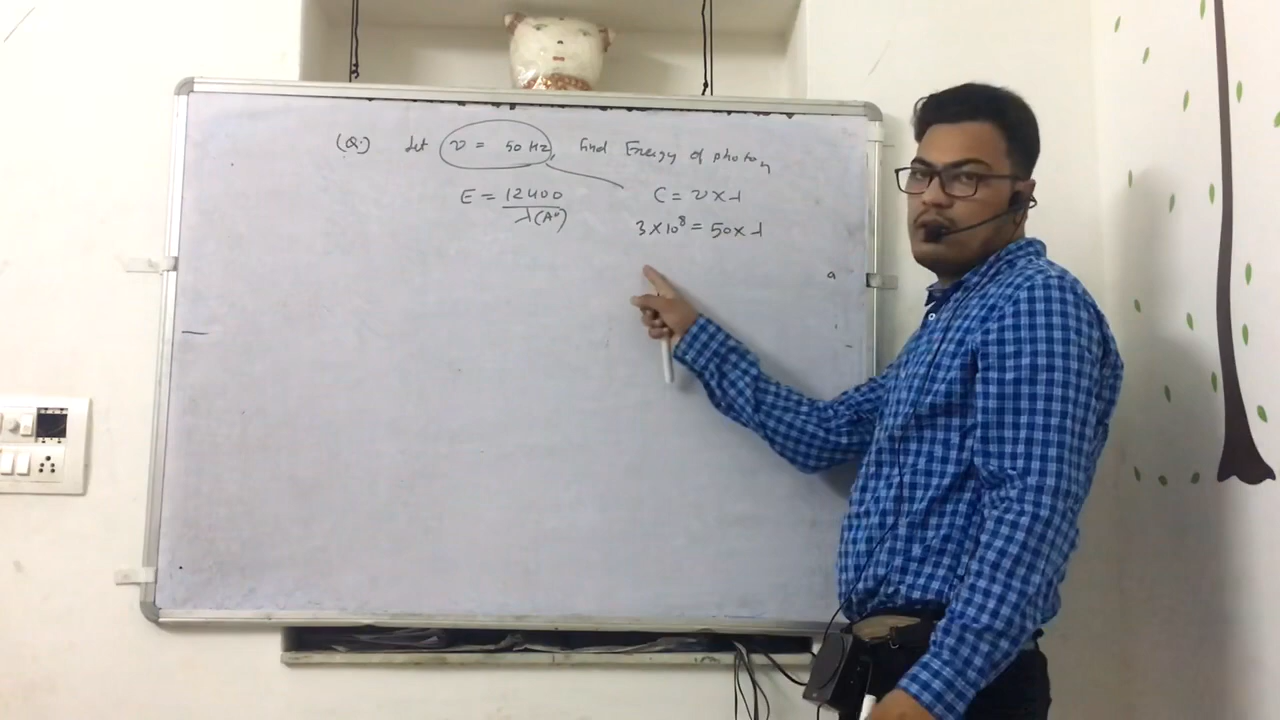 (Q.) Let ν = 50 Hz, find Energy of photon
E = 12400 / λ(A°)
C = ν × λ
3 × 10⁸ = 50 × λ